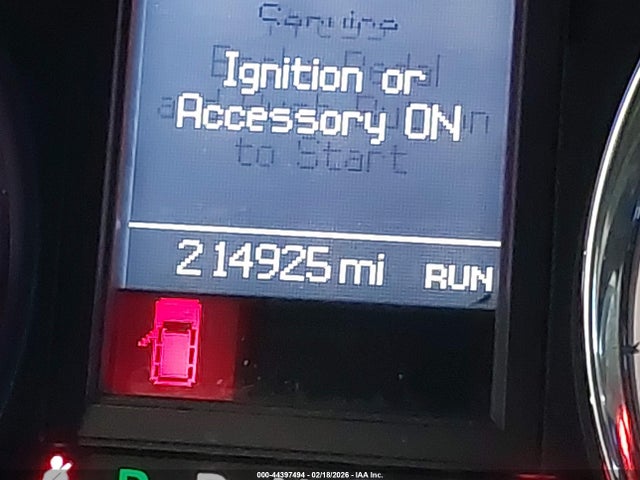 Ignition or
Accessory ON
to Start
214925 mi RUN
P
000-44397494 - 02/18/2026 - IAA Inc.